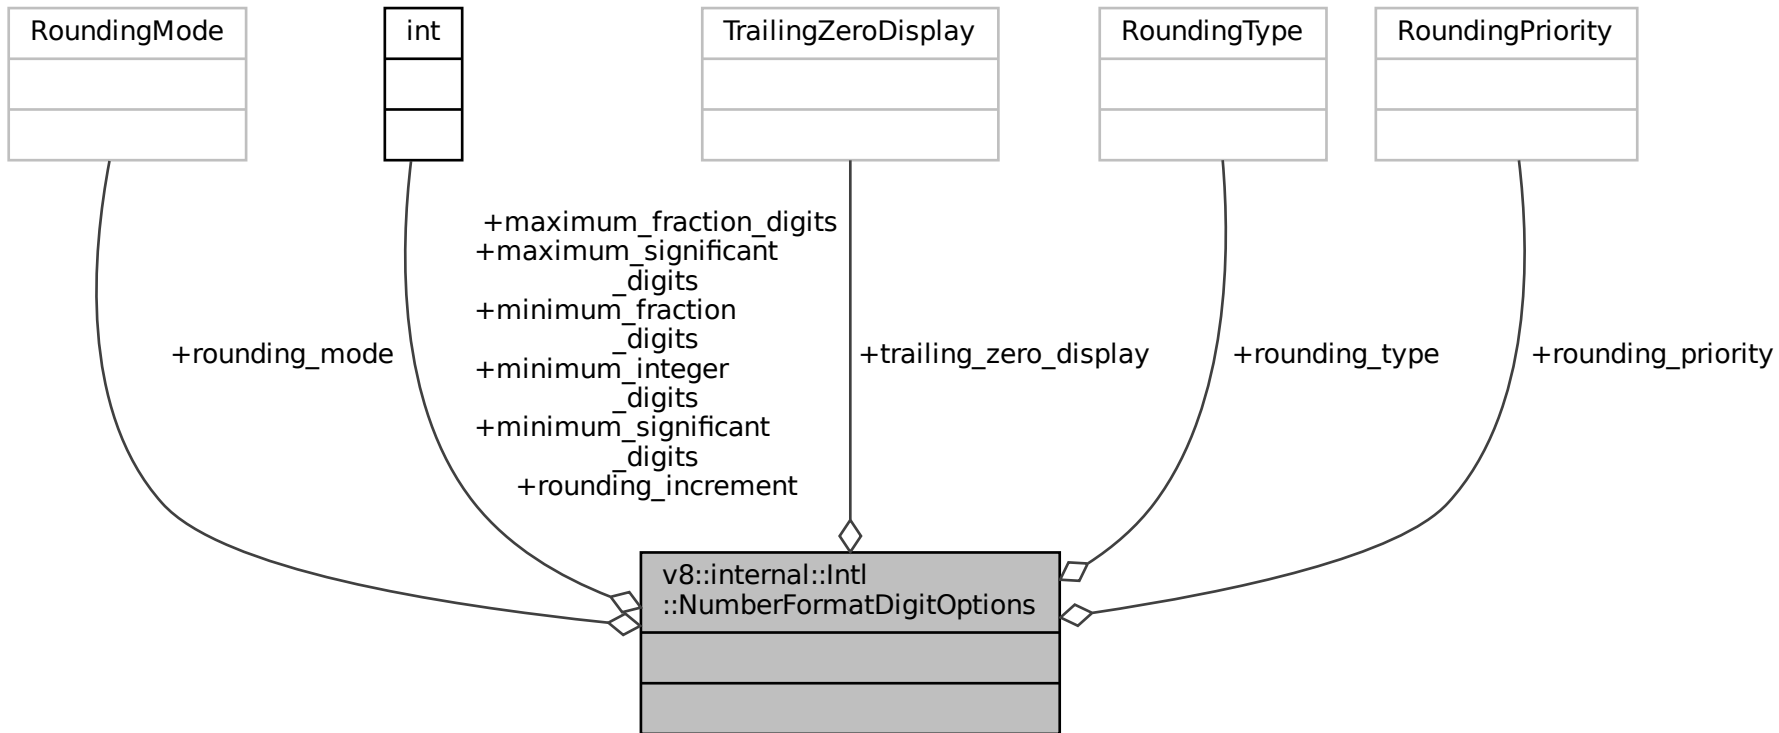 RoundingMode
int
TrailingZeroDisplay
RoundingType
RoundingPriority
+maximum_fraction_digits
+maximum_significant
_digits
+minimum_fraction
_digits
+minimum_integer
_digits
+minimum_significant
_digits
+rounding_increment
+rounding_mode
+trailing_zero_display
+rounding_type
+rounding_priority
v8::internal::Intl
::NumberFormatDigitOptions